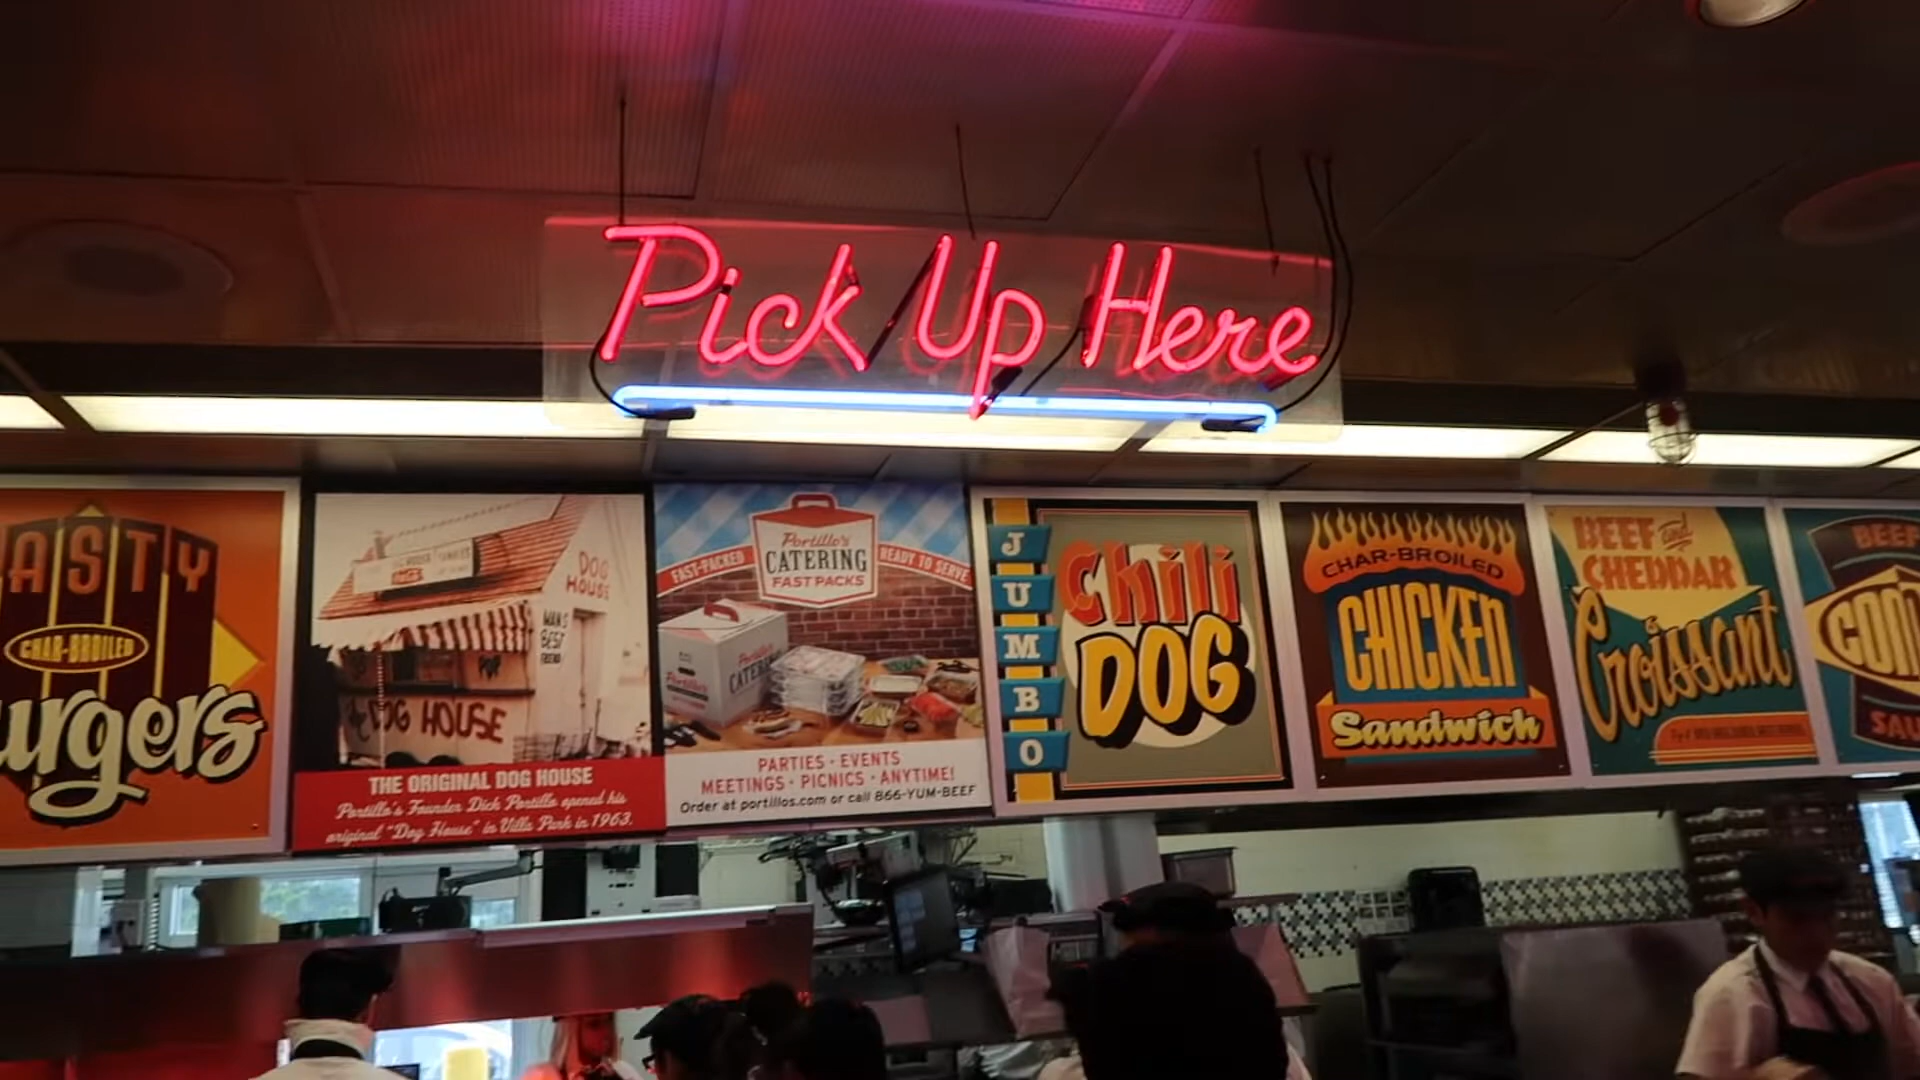 Pick Up Here
ASTY
CHAR-BROILED
urgers
DOG
HOUSE
MAN'S
BEST
FRIEND
DOG HOUSE
THE ORIGINAL DOG HOUSE
Portillo's Founder Dick Portillo opened his
original "Dog House" in Villa Park in 1963.
Portillo's
CATERING
FAST PACKS
FAST-PACKED
READY TO SERVE
PARTIES · EVENTS
MEETINGS · PICNICS · ANYTIME!
Order at portillos.com or call 866-YUM-BEEF
JUMBO
Chili
DOG
CHAR-BROILED
CHICKEN
Sandwich
BEEF and
CHEDDAR
Croissant
BEEF
COM
SAU